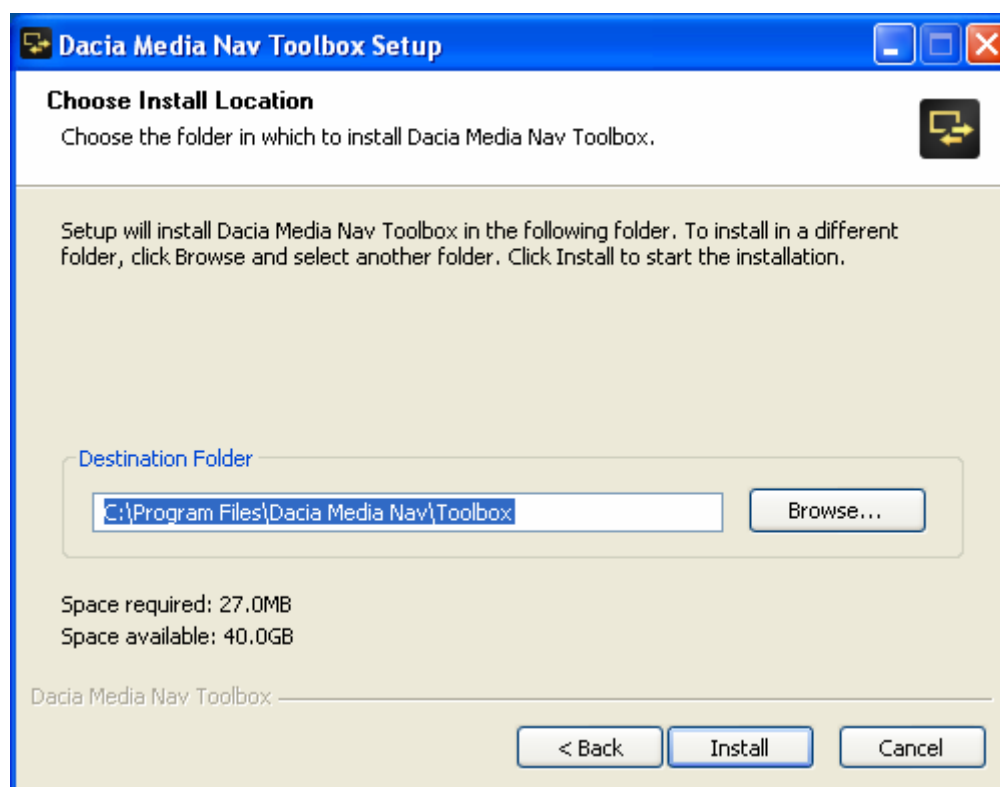 Dacia Media Nav Toolbox Setup
Choose Install Location
Choose the folder in which to install Dacia Media Nav Toolbox.
Setup will install Dacia Media Nav Toolbox in the following folder. To install in a different
folder, click Browse and select another folder. Click Install to start the installation.
Destination Folder
C:\Program Files\Dacia Media Nav\Toolbox
Browse...
Space required: 27.0MB
Space available: 40.0GB
Dacia Media Nav Toolbox
< Back
Install
Cancel